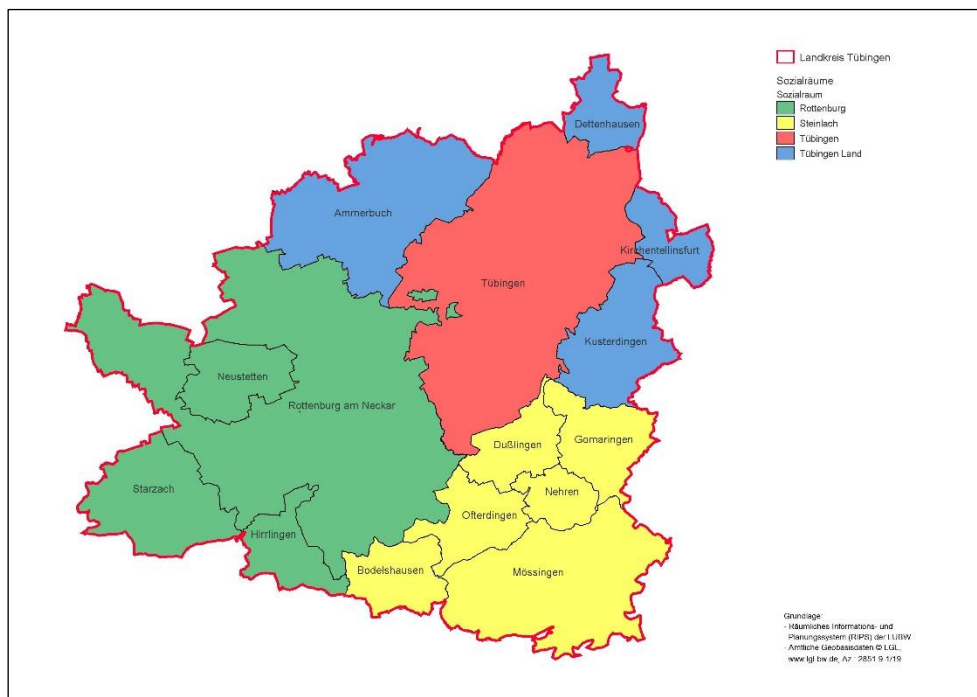 Landkreis Tübingen
Sozialräume
Sozialraum
Rottenburg
Steinlach
Tübingen
Tübingen Land
Dettenhausen
Ammerbuch
Kirchentellinsfurt
Tübingen
Kusterdingen
Neustetten
Rottenburg am Neckar
Dußlingen
Gomaringen
Starzach
Nehren
Ofterdingen
Hirrlingen
Bodelshausen
Mössingen
Grundlage:
- Räumliches Informations- und
Planungssystem (RIPS) der LUBW
- Amtliche Geobasisdaten © LGL,
www.lgl-bw.de, Az.: 2851.9-1/19